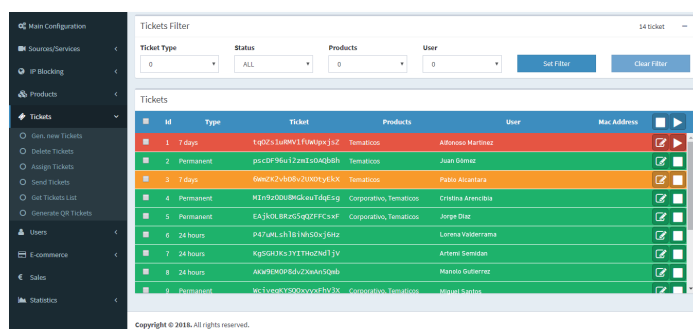 Main Configuration
Sources/Services
IP Blocking
Products
Tickets
Gen. new Tickets
Delete Tickets
Assign Tickets
Send Tickets
Get Tickets List
Generate QR Tickets
Users
E-commerce
Sales
Statistics
Tickets Filter 14 ticket
Ticket Type Status Products User
0 ALL 0 0 Set Filter Clear Filter
Tickets
Id Type Ticket Products User Mac Address
1 7 days tqOZs1uRMV1fUWUpxjsZ Tematicos Alfonoso Martinez
2 Permanent pscDF96ui2zmIsOAQbBh Tematicos Juan Gómez
3 7 days 6WmZK2vbD8v2UXOtyEkX Tematicos Pablo Alcantara
4 Permanent MIn9zODU8MGkeuTdqEsg Corporativo, Tematicos Cristina Arencibia
5 Permanent EAjkOLBRzG5qQZFFCsxF Corporativo, Tematicos Jorge Diaz
6 24 hours P47uMLshlBiNhSOxj6Hz Lorena Valderrama
7 24 hours KgSGHJKsJYITHoZNdljV Artemi Semidan
8 24 hours AKW9EMOP8dvZXmAn5Qmb Manolo Gutierrez
9 Permanent WciveqKYSQOxyvxFhV3X Corporativo, Tematicos Miguel Santos
Copyright © 2018. All rights reserved.